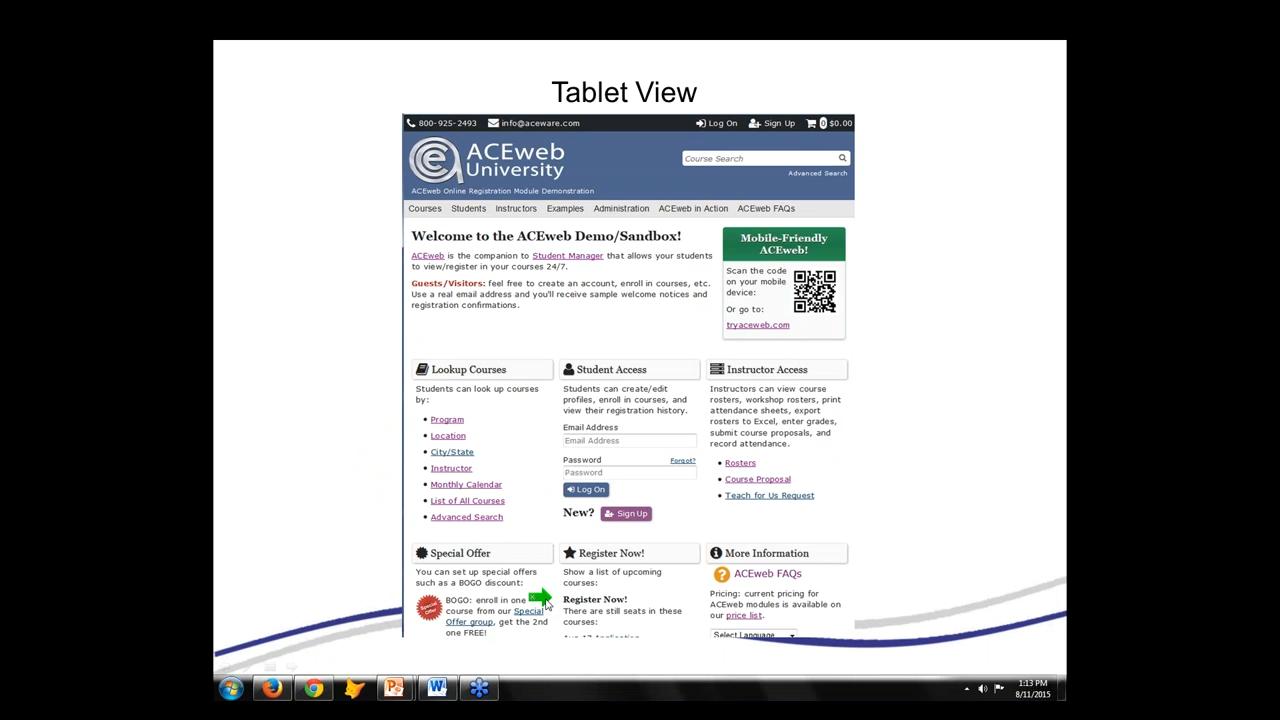 Tablet View
800-925-2493 info@aceware.com Log On Sign Up 0 $0.00
ACEweb
University
Course Search
Advanced Search
ACEweb Online Registration Module Demonstration
Courses Students Instructors Examples Administration ACEweb in Action ACEweb FAQs
Welcome to the ACEweb Demo/Sandbox!
ACEweb is the companion to Student Manager that allows your students
to view/register in your courses 24/7.
Guests/Visitors: feel free to create an account, enroll in courses, etc.
Use a real email address and you'll receive sample welcome notices and
registration confirmations.
Mobile-Friendly
ACEweb!
Scan the code
on your mobile
device:
Or go to:
tryaceweb.com
Lookup Courses
Students can look up courses
by:
• Program
• Location
• City/State
• Instructor
• Monthly Calendar
• List of All Courses
• Advanced Search
Student Access
Students can create/edit
profiles, enroll in courses, and
view their registration history.
Email Address
Email Address
Password Forgot?
Password
Log On
New? Sign Up
Instructor Access
Instructors can view course
rosters, workshop rosters, print
attendance sheets, export
rosters to Excel, enter grades,
submit course proposals, and
record attendance.
• Rosters
• Course Proposal
• Teach for Us Request
Special Offer
You can set up special offers
such as a BOGO discount:
Special Offer
BOGO: enroll in one
course from our Special
Offer group, get the 2nd
one FREE!
Register Now!
Show a list of upcoming
courses:
Register Now!
There are still seats in these
courses:
Aug 17 Application
More Information
? ACEweb FAQs
Pricing: current pricing for
ACEweb modules is available on
our price list.
Select Language
1:13 PM
8/11/2015